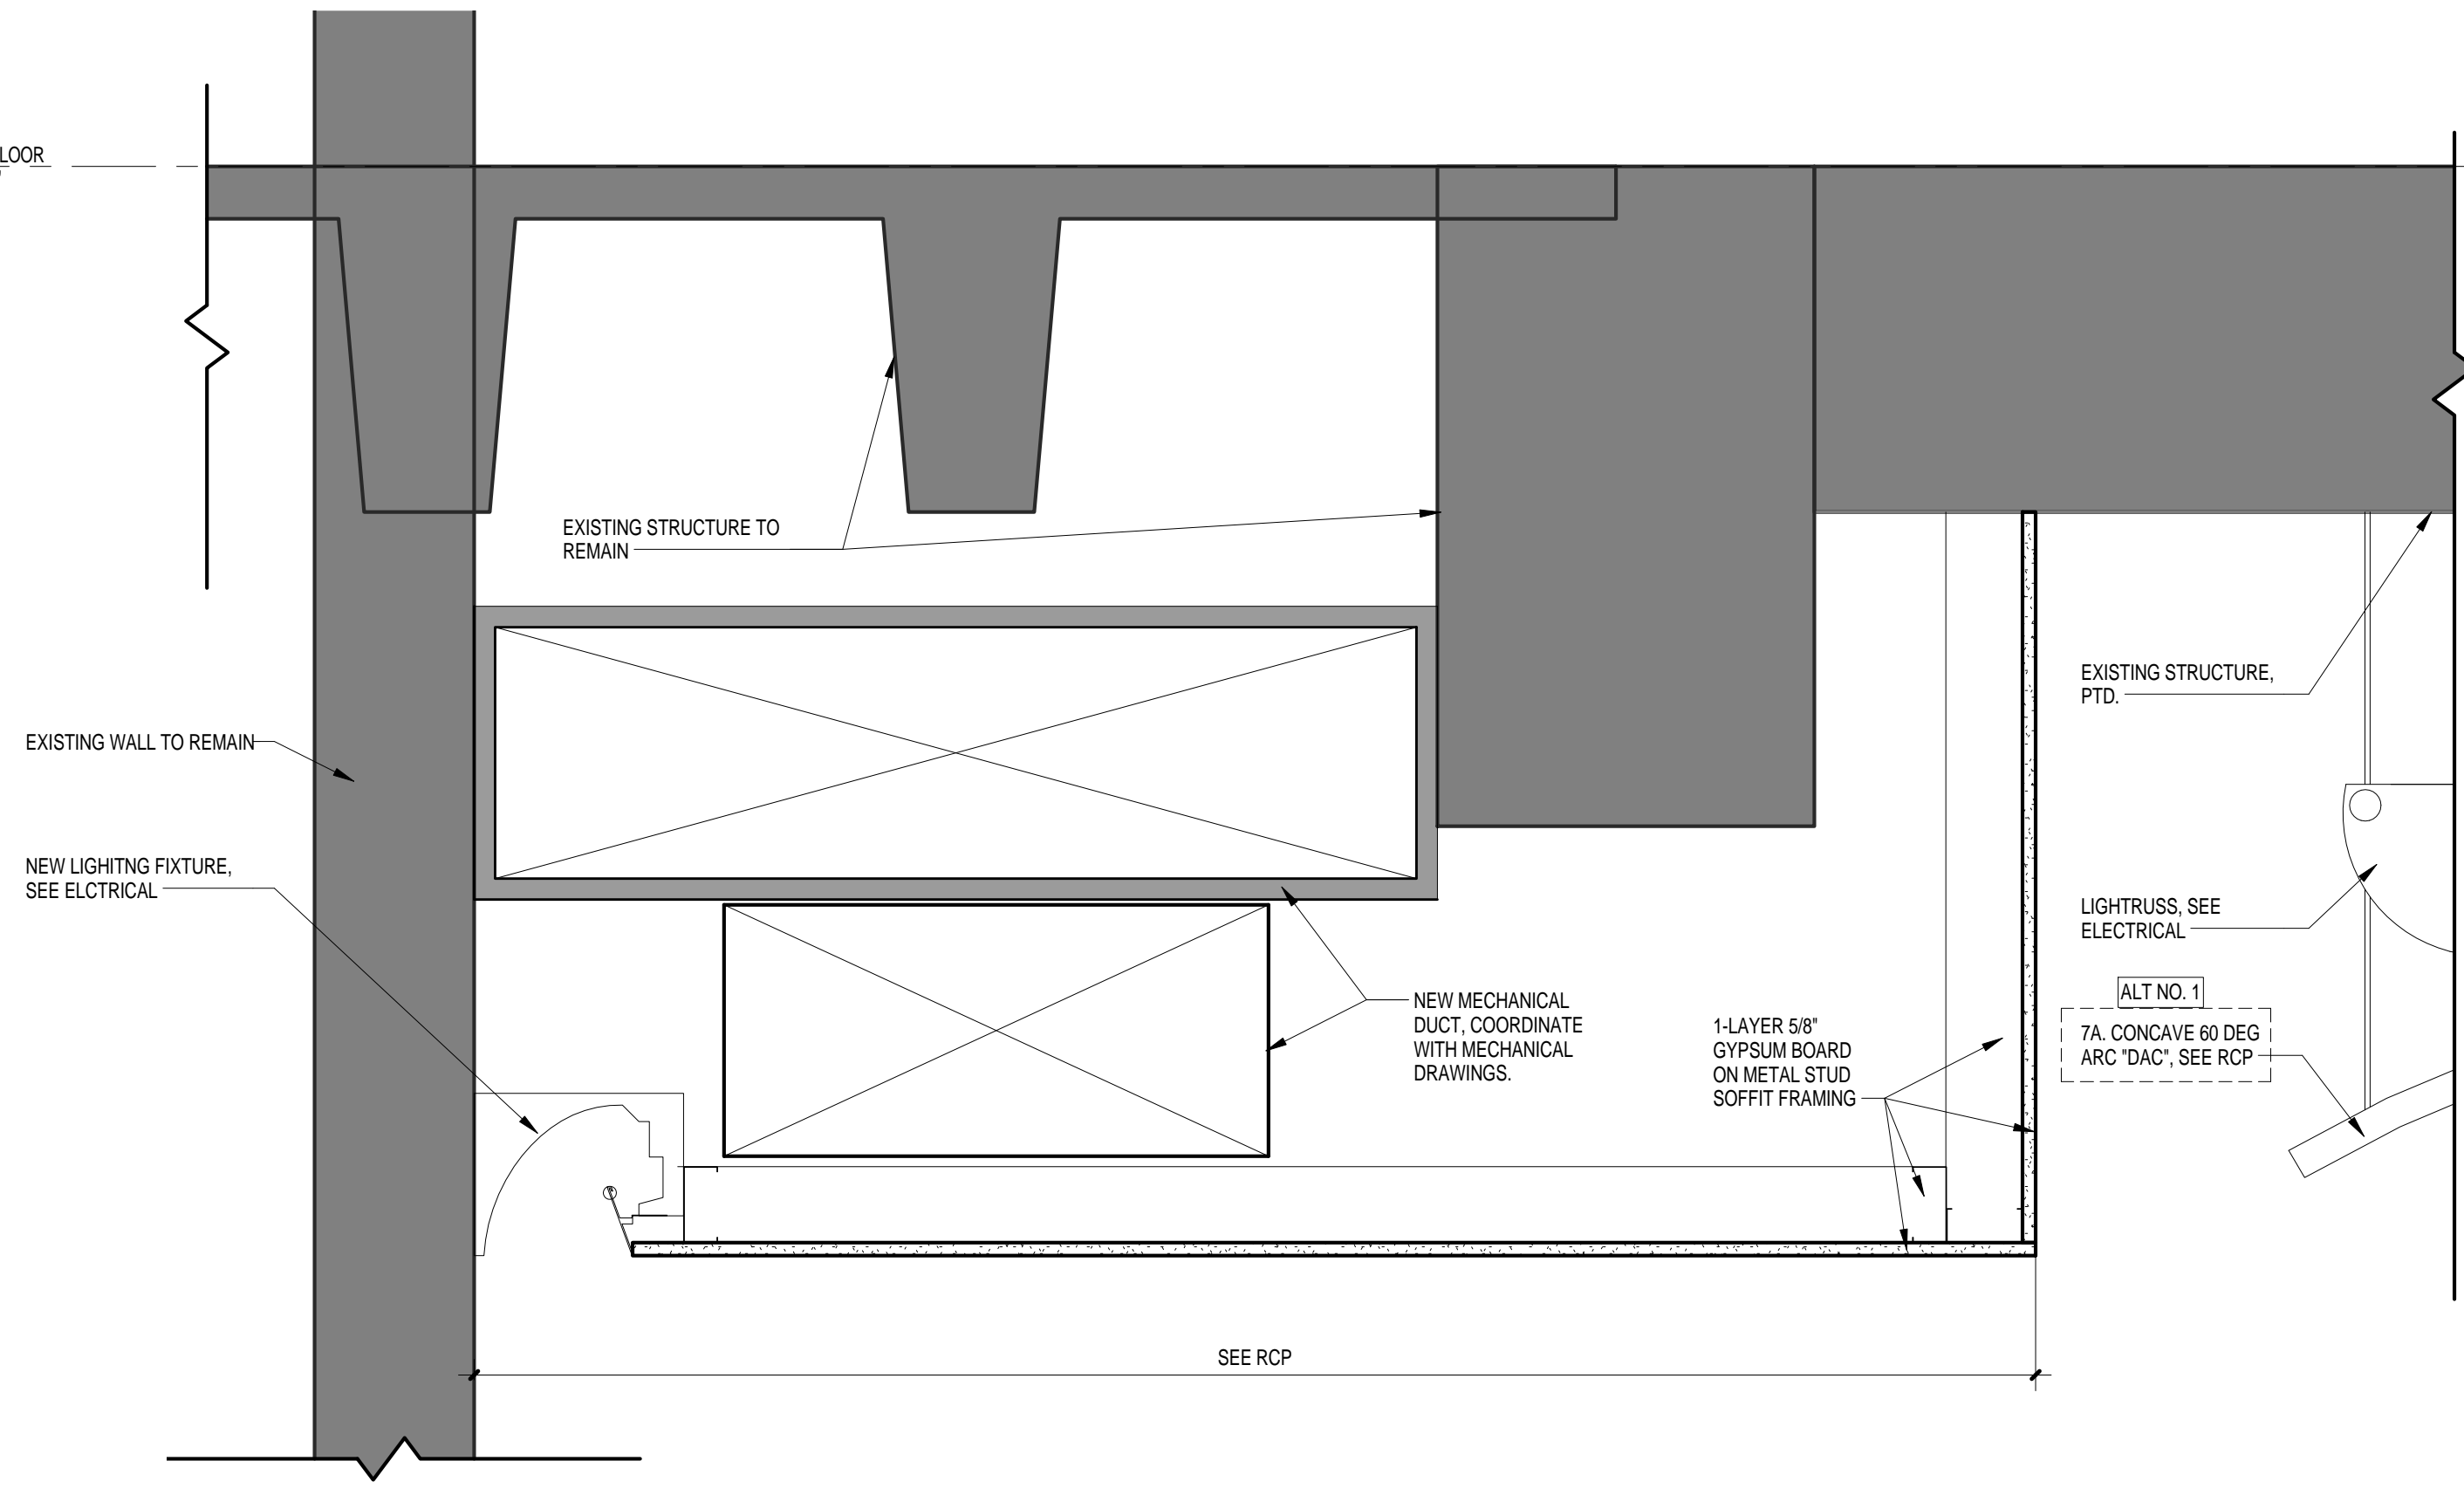 LOOR
EXISTING STRUCTURE TO
REMAIN
EXISTING WALL TO REMAIN
NEW LIGHITNG FIXTURE,
SEE ELCTRICAL
NEW MECHANICAL
DUCT, COORDINATE
WITH MECHANICAL
DRAWINGS.
1-LAYER 5/8"
GYPSUM BOARD
ON METAL STUD
SOFFIT FRAMING
EXISTING STRUCTURE,
PTD.
LIGHTRUSS, SEE
ELECTRICAL
ALT NO. 1
7A. CONCAVE 60 DEG
ARC "DAC", SEE RCP
SEE RCP